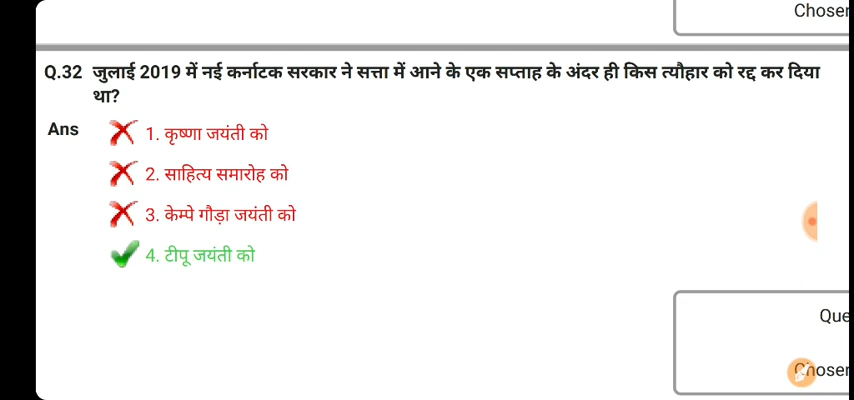 Chosen
Q.32 जुलाई 2019 में नई कर्नाटक सरकार ने सत्ता में आने के एक सप्ताह के अंदर ही किस त्यौहार को रद्द कर दिया
था?
Ans
1. कृष्णा जयंती को
2. साहित्य समारोह को
3. केम्पे गौड़ा जयंती को
4. टीपू जयंती को
Que